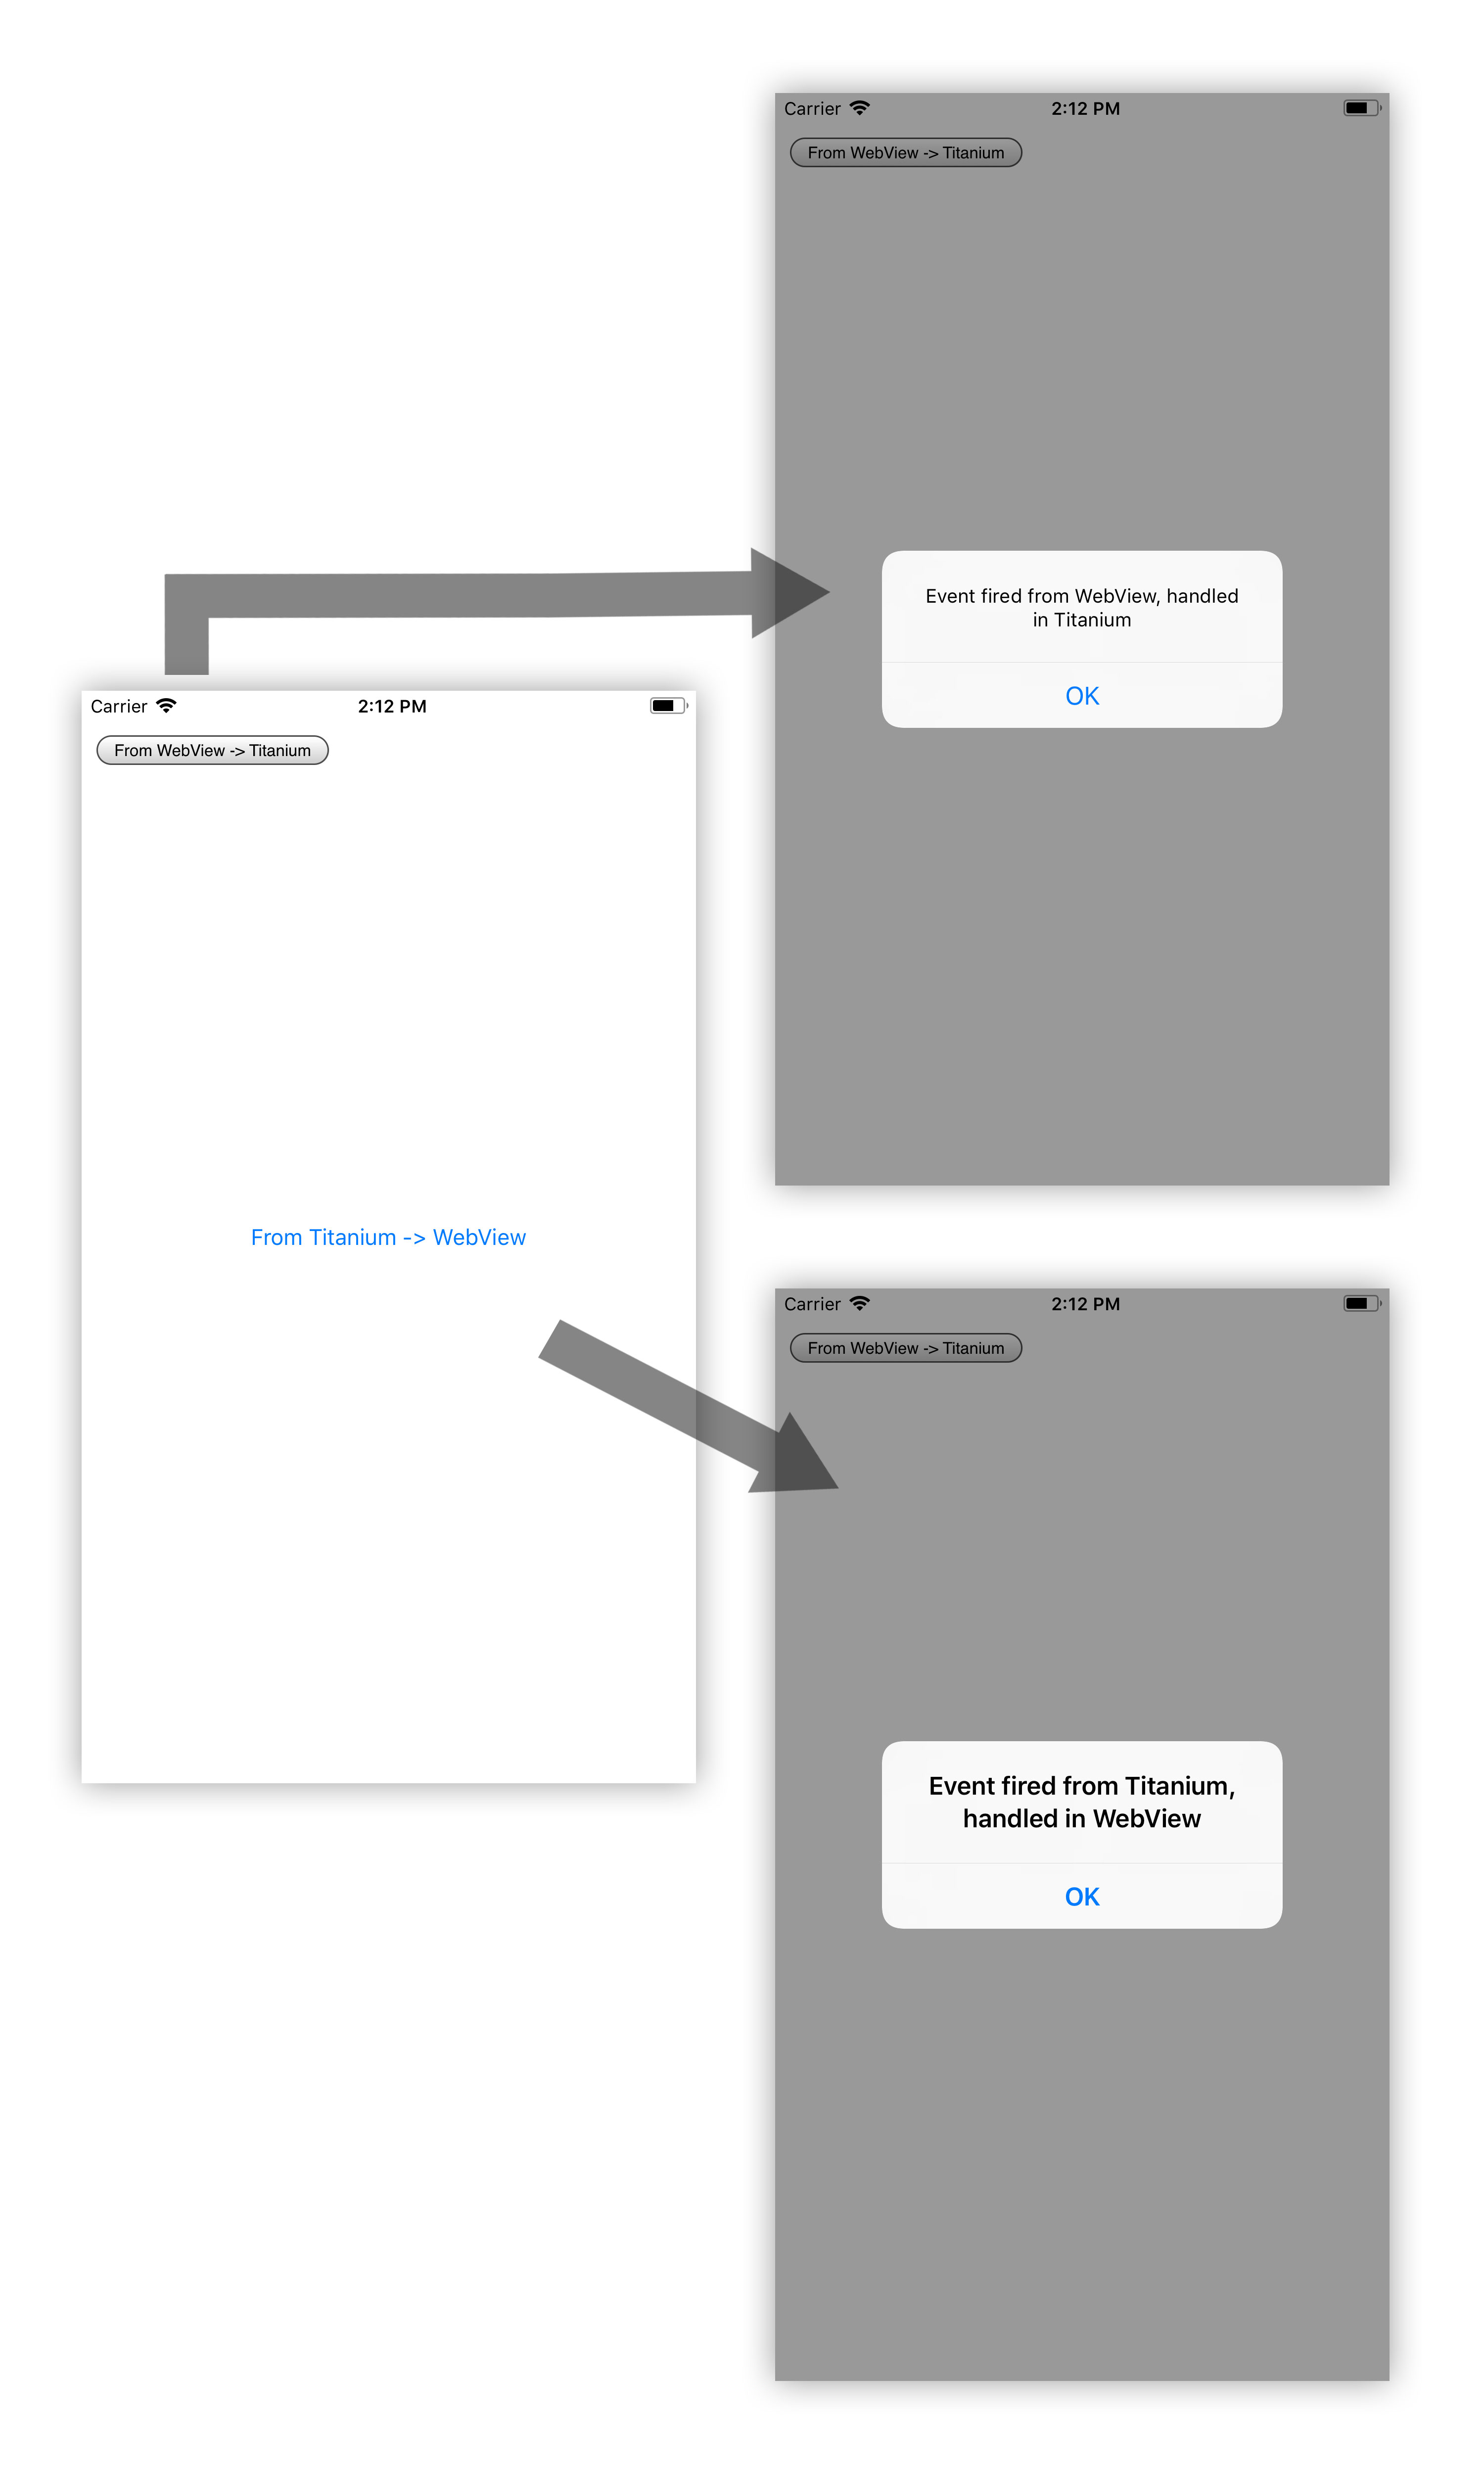 Carrier 2:12 PM
From WebView -> Titanium
Event fired from WebView, handled
in Titanium
OK
Carrier 2:12 PM
From WebView -> Titanium
From Titanium -> WebView
Carrier 2:12 PM
From WebView -> Titanium
Event fired from Titanium,
handled in WebView
OK